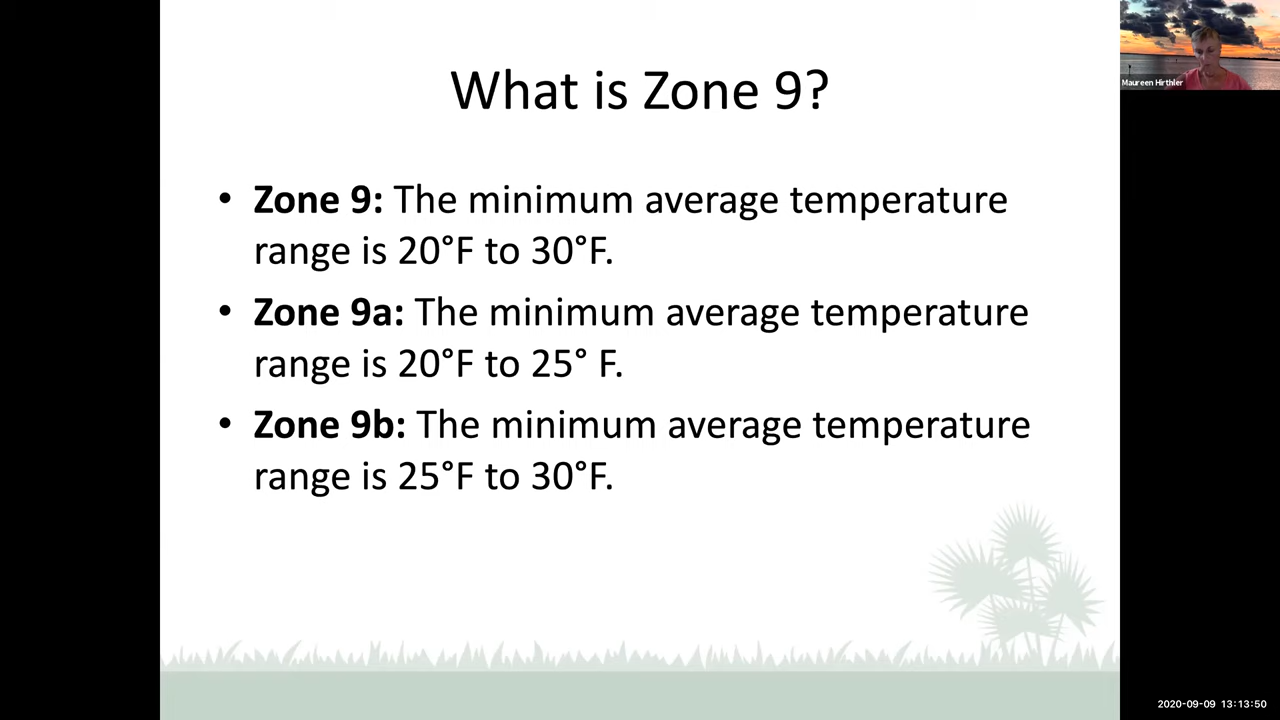 What is Zone 9?
• Zone 9: The minimum average temperature
range is 20°F to 30°F.
• Zone 9a: The minimum average temperature
range is 20°F to 25° F.
• Zone 9b: The minimum average temperature
range is 25°F to 30°F.
Maureen Hirthler
2020-09-09 13:13:50